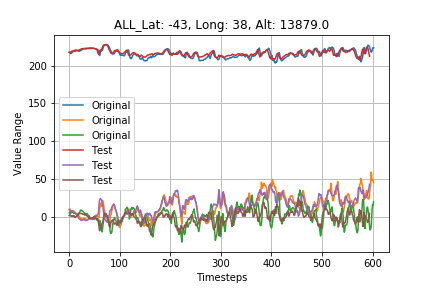 ALL_Lat: -43, Long: 38, Alt: 13879.0
Value Range
200
150
100
50
0
Original
Original
Original
Test
Test
Test
0
100
200
300
400
500
600
Timesteps